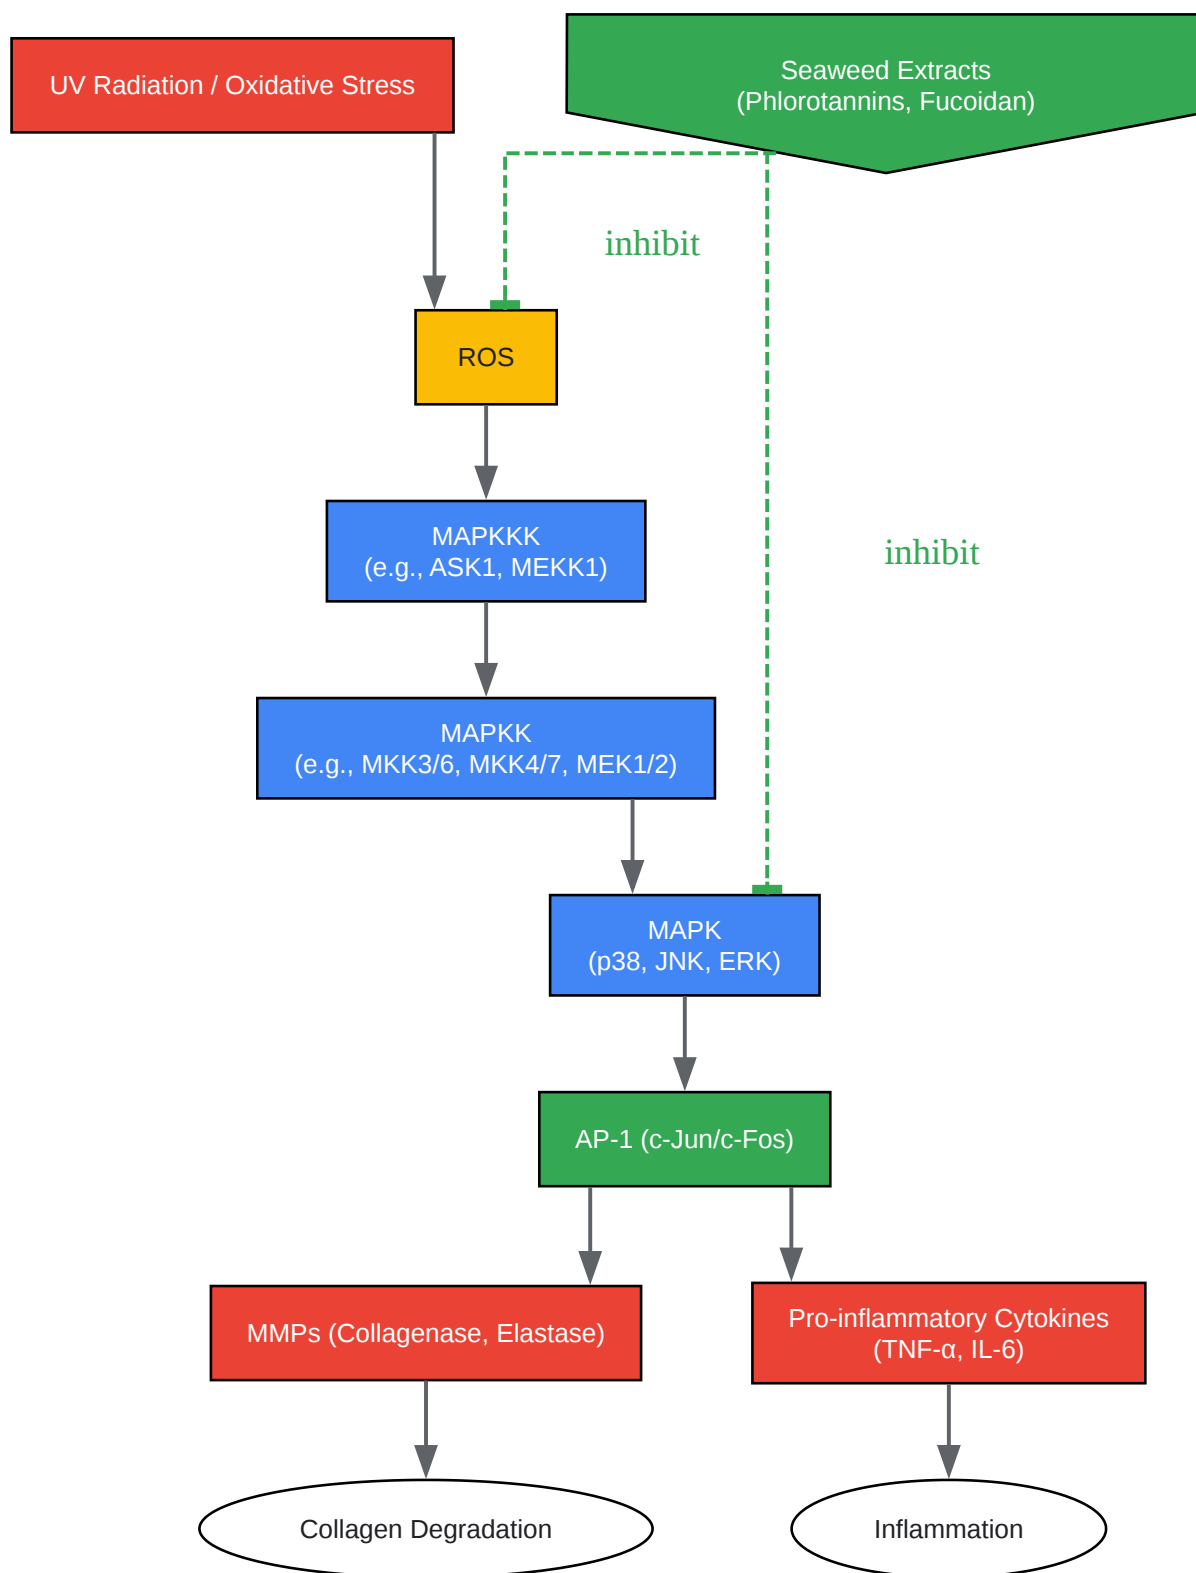 UV Radiation / Oxidative Stress
Seaweed Extracts
(Phlorotannins, Fucoidan)
inhibit
ROS
MAPKKK
(e.g., ASK1, MEKK1)
inhibit
MAPKK
(e.g., MKK3/6, MKK4/7, MEK1/2)
MAPK
(p38, JNK, ERK)
AP-1 (c-Jun/c-Fos)
MMPs (Collagenase, Elastase)
Pro-inflammatory Cytokines
(TNF-α, IL-6)
Collagen Degradation
Inflammation